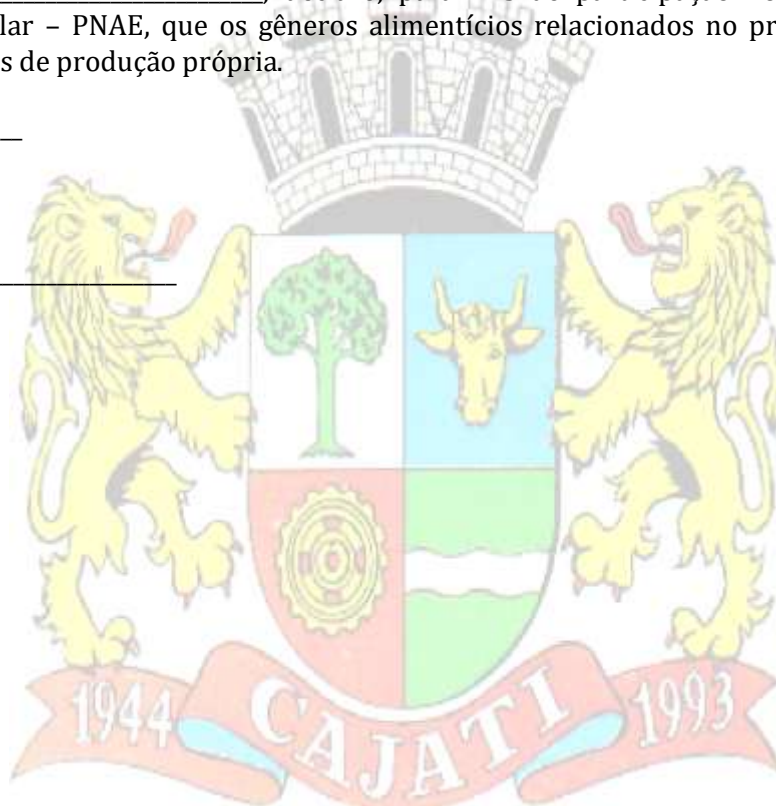 lar – PNAE, que os gêneros alimentícios relacionados no pr
s de produção própria.
1944 CAJATI 1993